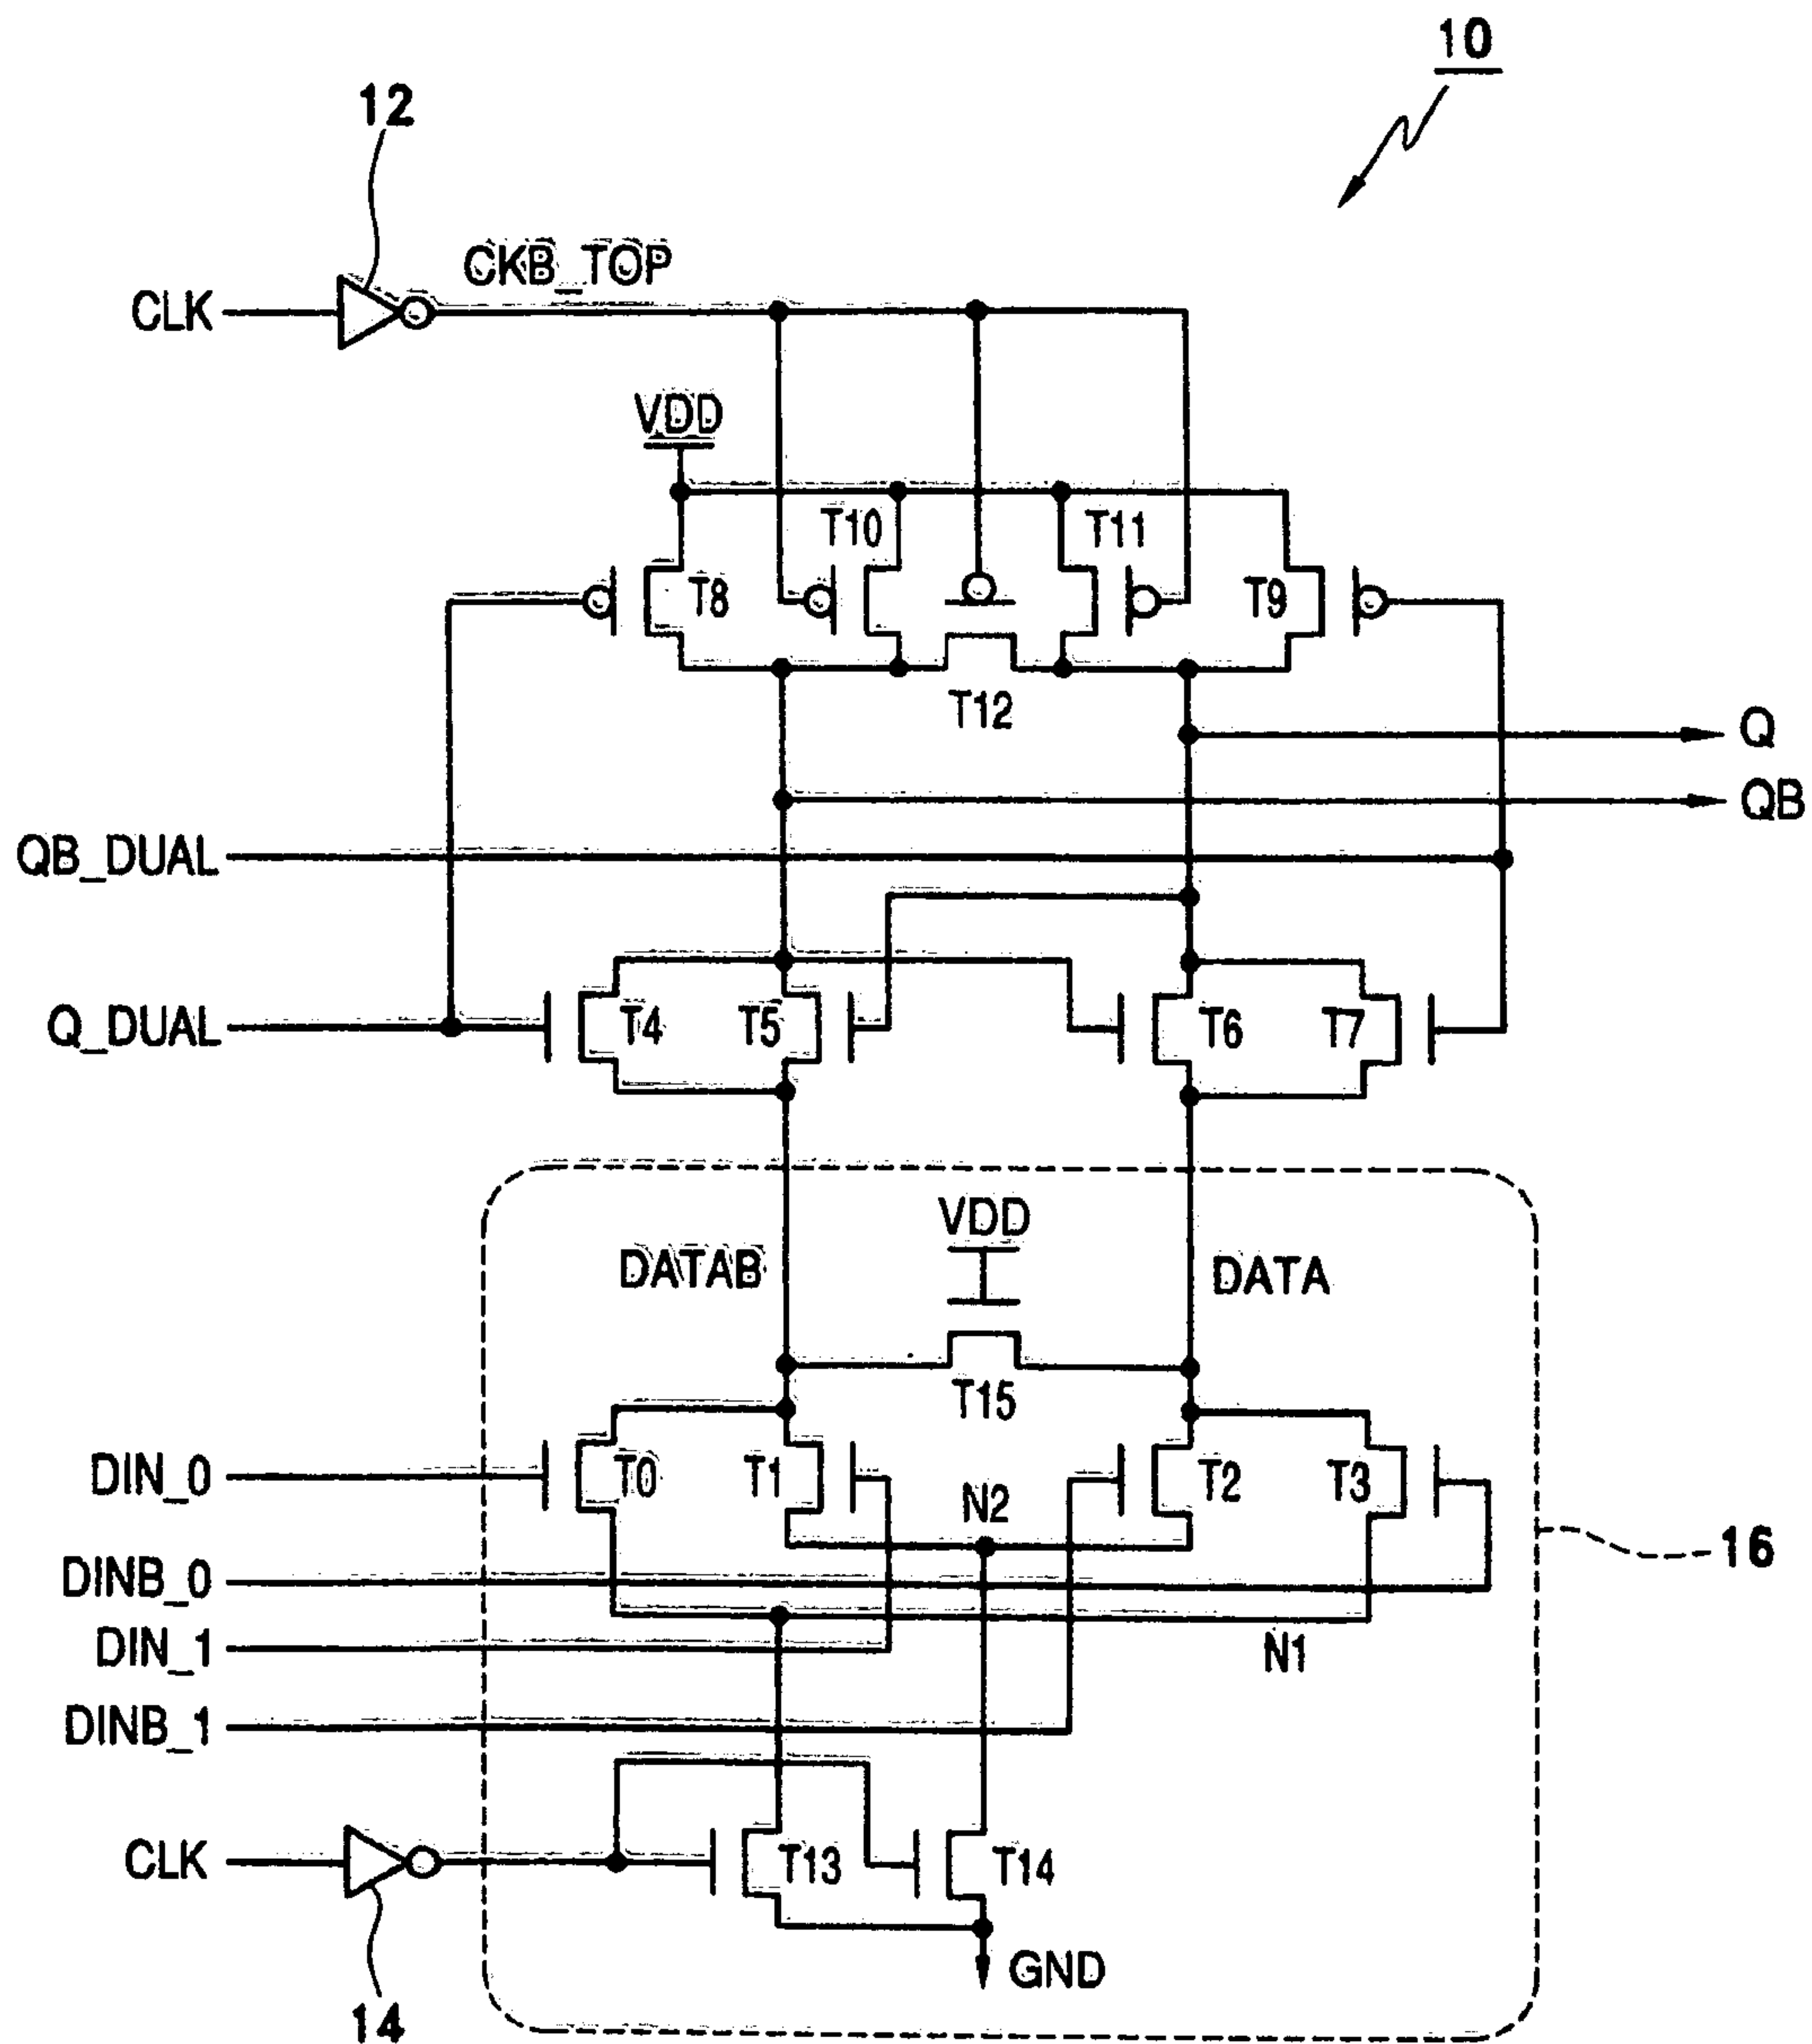 10
12
CKB_TOP
CLK
VDD
T10
T11
T8
T9
T12
Q
QB
QB_DUAL
Q_DUAL
T4
T5
T6
T7
VDD
DATAB
DATA
T15
DIN_0
T0
T1
T2
T3
N2
16
DINB_0
DIN_1
N1
DINB_1
CLK
T13
T14
GND
14